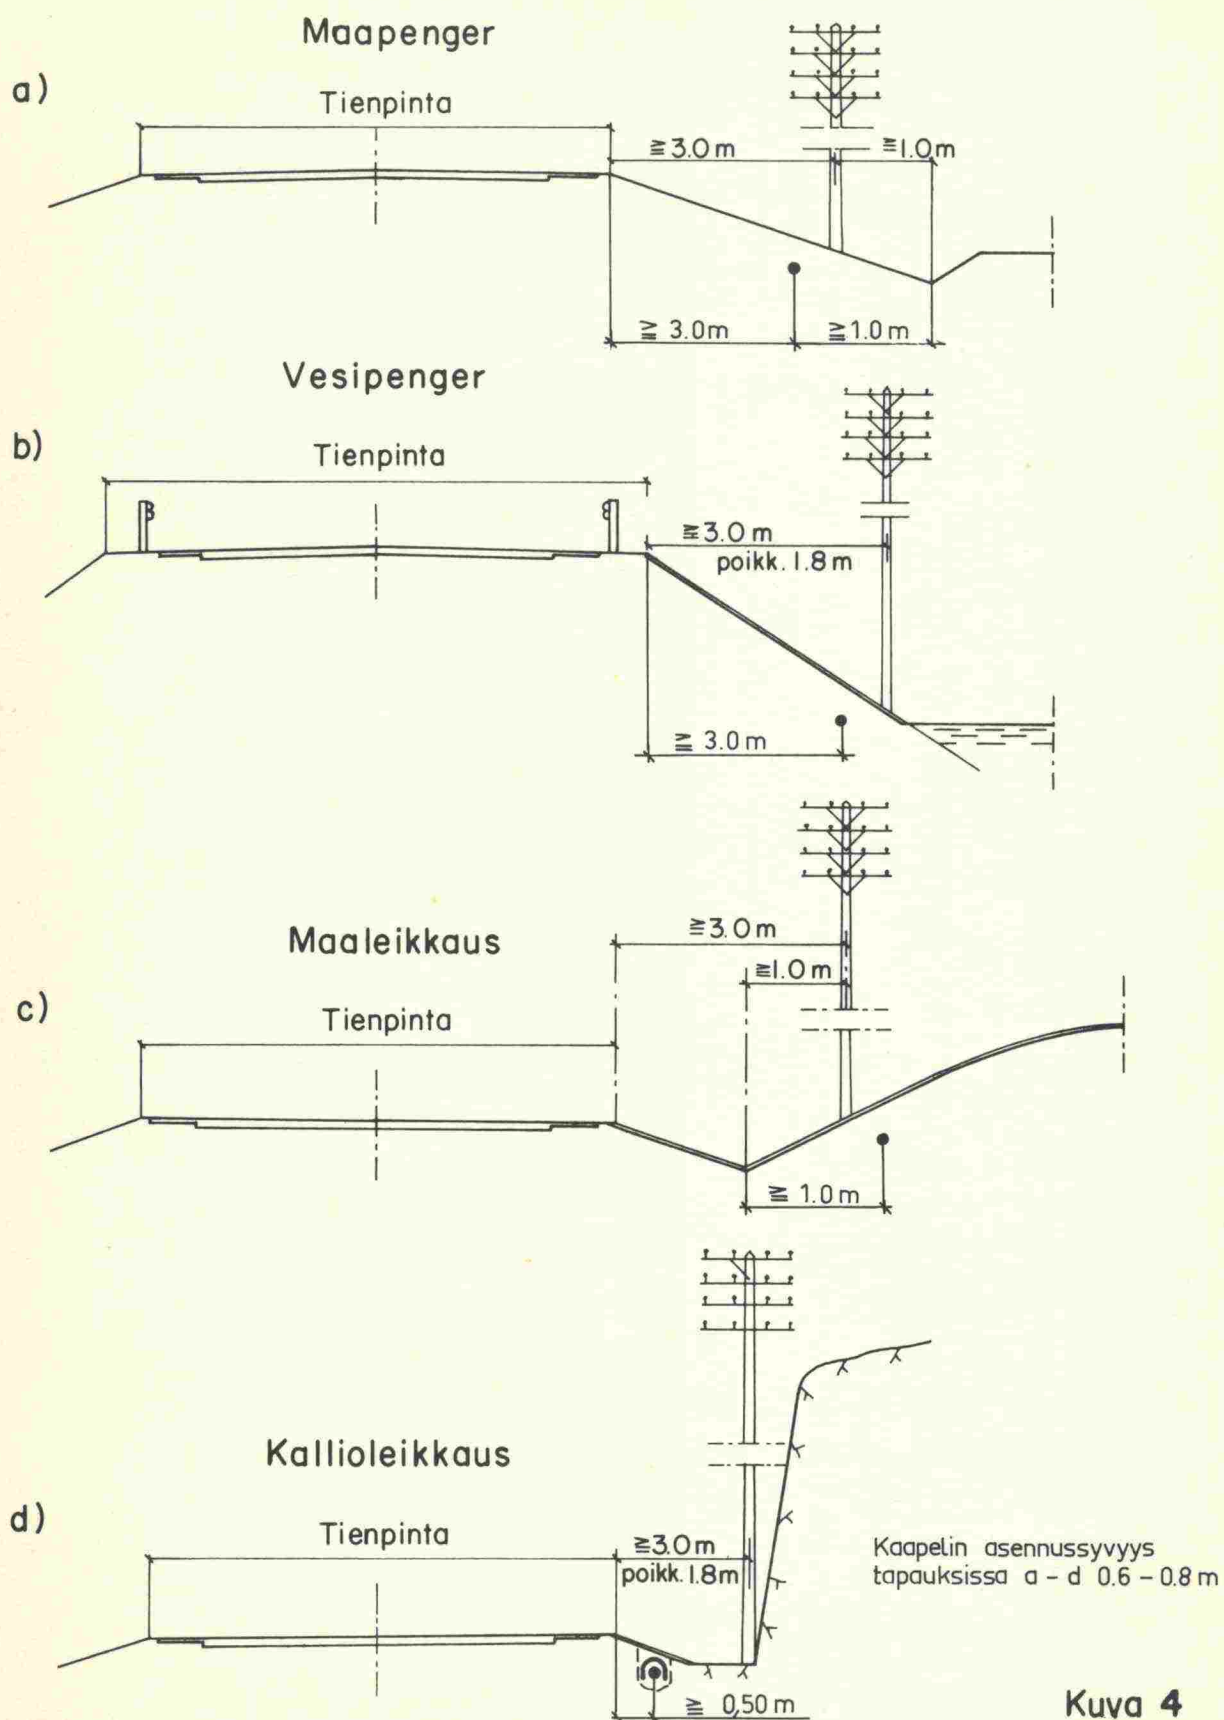 Maapenger
a)
Tienpinta
≧3.0 m
≧1.0 m
≧ 3.0 m
≧1.0 m
Vesipenger
b)
Tienpinta
≧3.0 m
poikk. 1.8 m
≧ 3.0 m
Maaleikkaus
≧3.0 m
≧1.0 m
c)
Tienpinta
≧ 1.0 m
Kallioleikkaus
d)
Tienpinta
≧3.0 m
poikk. 1.8 m
Kaapelin asennussyvyys
tapauksissa a - d 0.6 - 0.8 m
≧ 0,50 m
Kuva 4